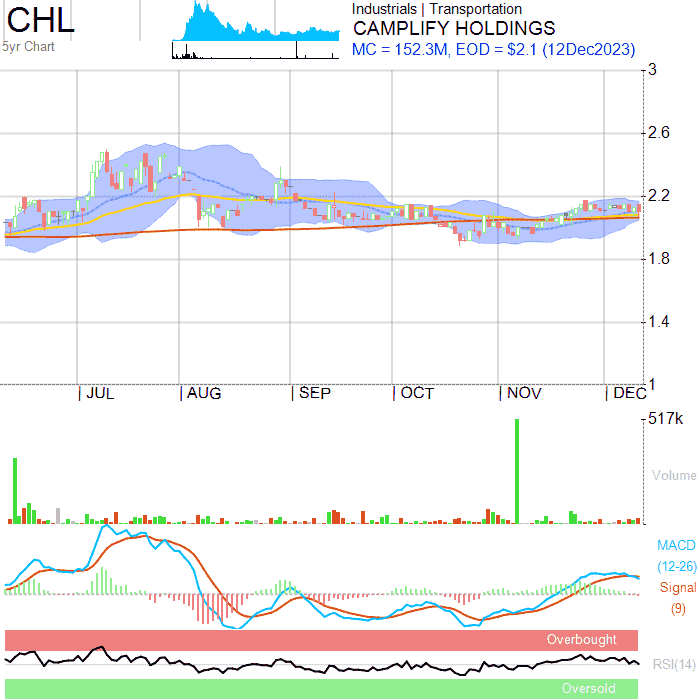 CHL
5yr Chart
Industrials | Transportation
CAMPLIFY HOLDINGS
MC = 152.3M, EOD = $2.1 (12Dec2023)
3
2.6
2.2
1.8
1.4
1
JUL
AUG
SEP
OCT
NOV
DEC
517k
Volume
MACD
(12-26)
Signal
(9)
Overbought
RSI(14)
Oversold